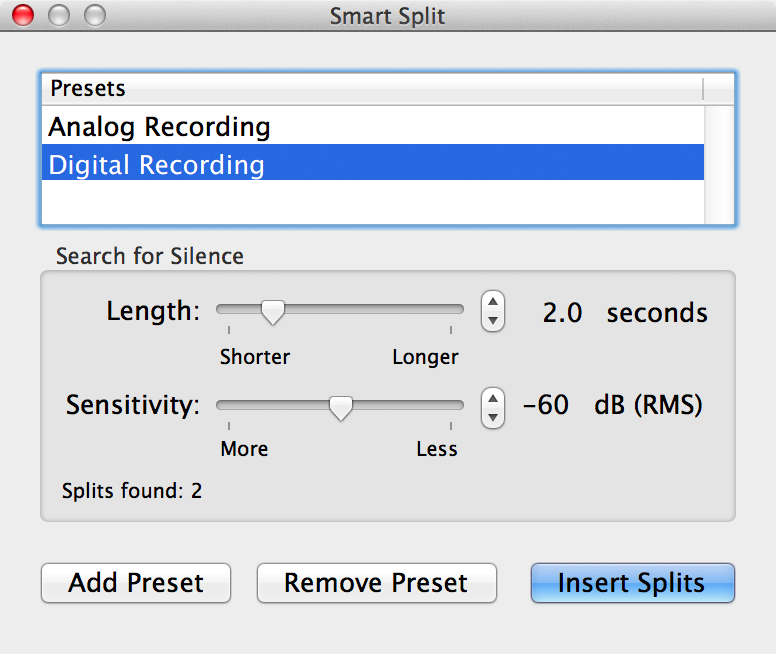 Smart Split
Presets
Analog Recording
Digital Recording
Search for Silence
Length: 2.0 seconds
Shorter Longer
Sensitivity: -60 dB (RMS)
More Less
Splits found: 2
Add Preset Remove Preset Insert Splits